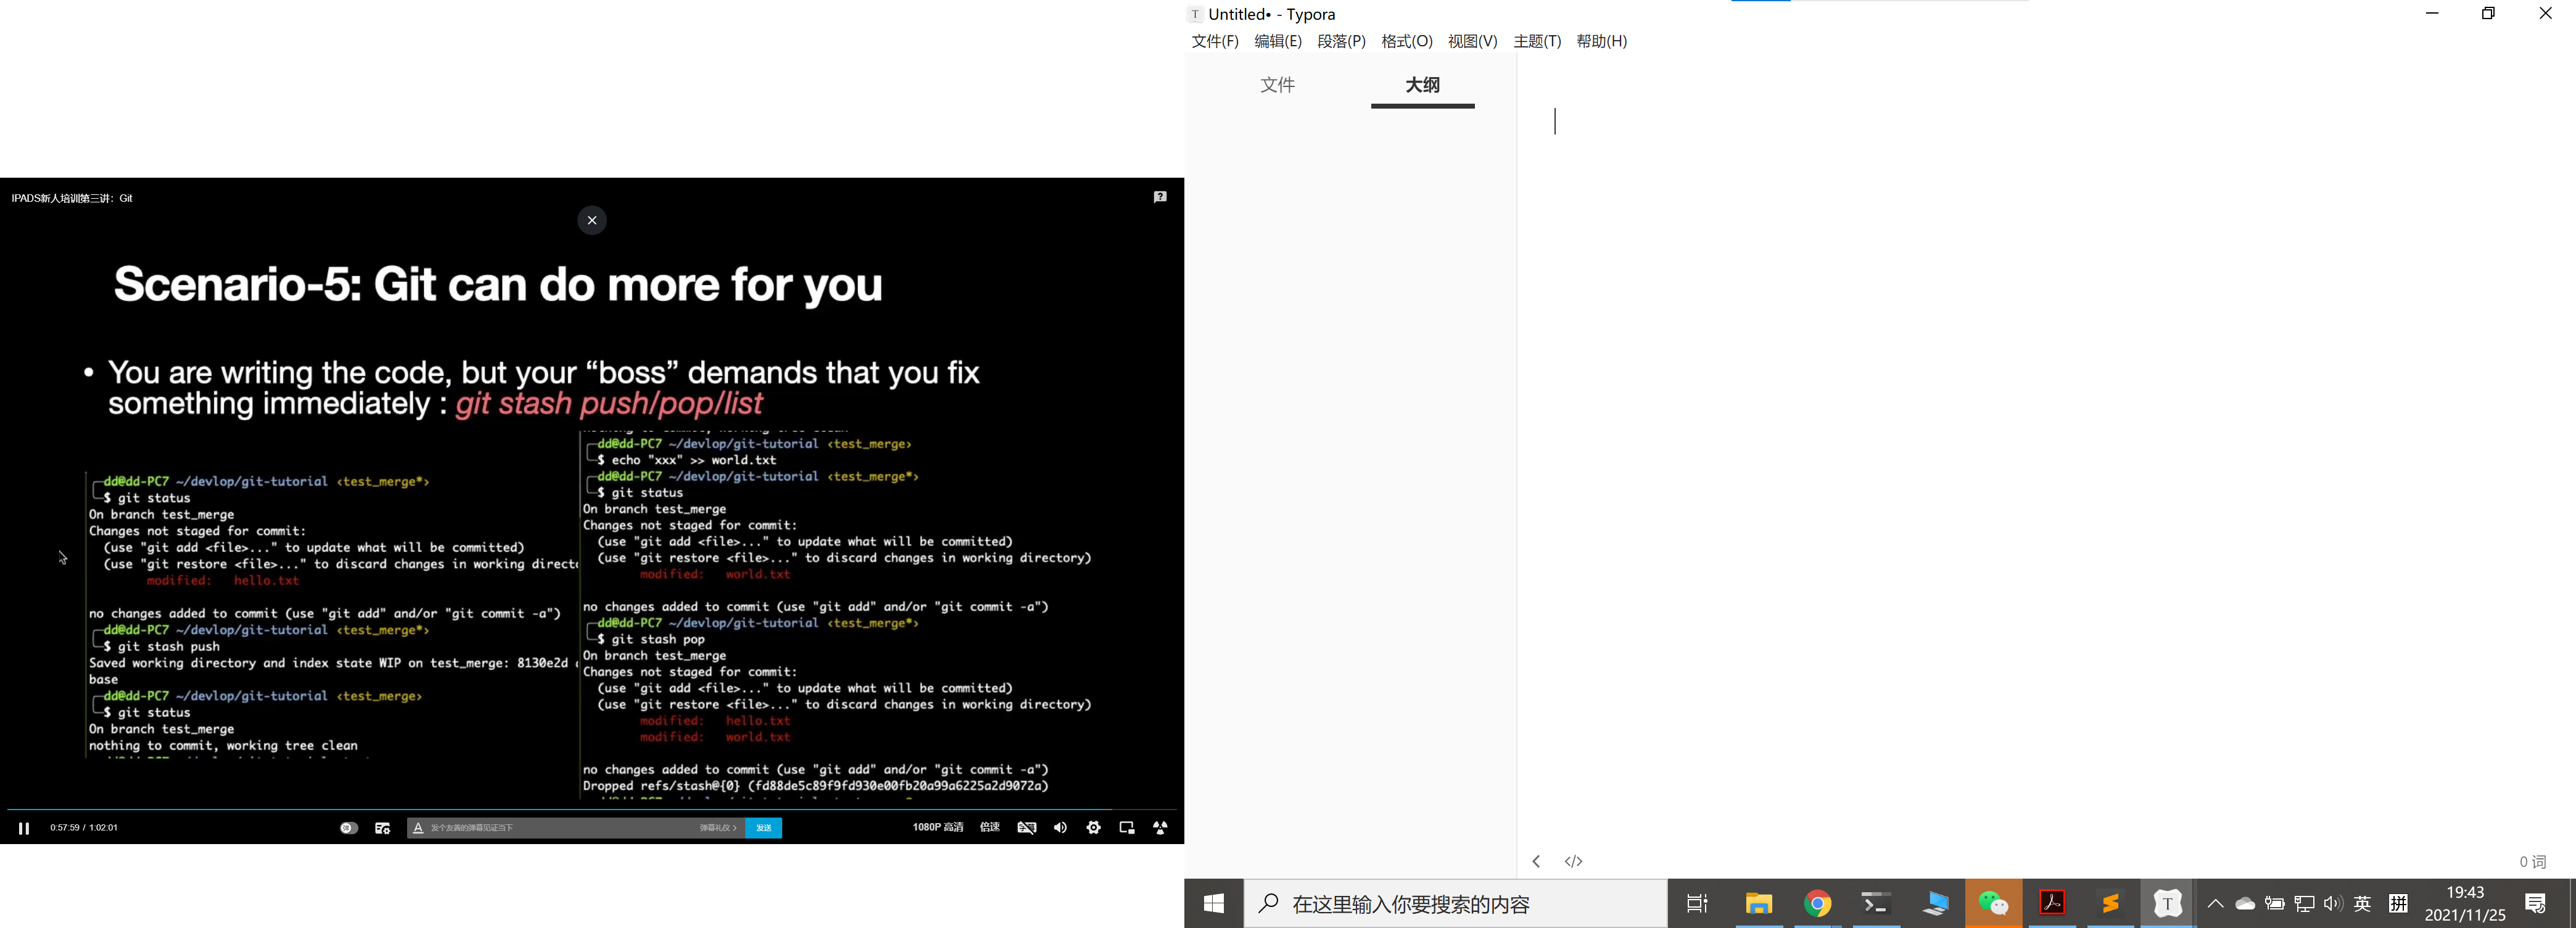 IPADS新人培训第三讲：Git
Scenario-5: Git can do more for you
• You are writing the code, but your “boss” demands that you fix
something immediately : git stash push/pop/list
dd@dd-PC7 ~/devlop/git-tutorial ‹test_merge*›
$ git status
On branch test_merge
Changes not staged for commit:
(use "git add <file>..." to update what will be committed)
(use "git restore <file>..." to discard changes in working direct
modified: hello.txt
no changes added to commit (use "git add" and/or "git commit -a")
dd@dd-PC7 ~/devlop/git-tutorial ‹test_merge*›
$ git stash push
Saved working directory and index state WIP on test_merge: 8130e2d
base
dd@dd-PC7 ~/devlop/git-tutorial ‹test_merge›
$ git status
On branch test_merge
nothing to commit, working tree clean
dd@dd-PC7 ~/devlop/git-tutorial ‹test_merge›
$ echo "xxx" >> world.txt
dd@dd-PC7 ~/devlop/git-tutorial ‹test_merge*›
$ git status
On branch test_merge
Changes not staged for commit:
(use "git add <file>..." to update what will be committed)
(use "git restore <file>..." to discard changes in working directory)
modified: world.txt
no changes added to commit (use "git add" and/or "git commit -a")
dd@dd-PC7 ~/devlop/git-tutorial ‹test_merge*›
$ git stash pop
On branch test_merge
Changes not staged for commit:
(use "git add <file>..." to update what will be committed)
(use "git restore <file>..." to discard changes in working directory)
modified: hello.txt
modified: world.txt
no changes added to commit (use "git add" and/or "git commit -a")
Dropped refs/stash@{0} (fd88de5c89f9fd930e00fb20a99a6225a2d9072a)
0:57:59 / 1:02:01
发个友善的弹幕见证当下
弹幕礼仪 >
发送
1080P 高清
倍速
Untitled• - Typora
文件(F) 编辑(E) 段落(P) 格式(O) 视图(V) 主题(T) 帮助(H)
文件 大纲
0 词
在这里输入你要搜索的内容
英
拼
19:43
2021/11/25